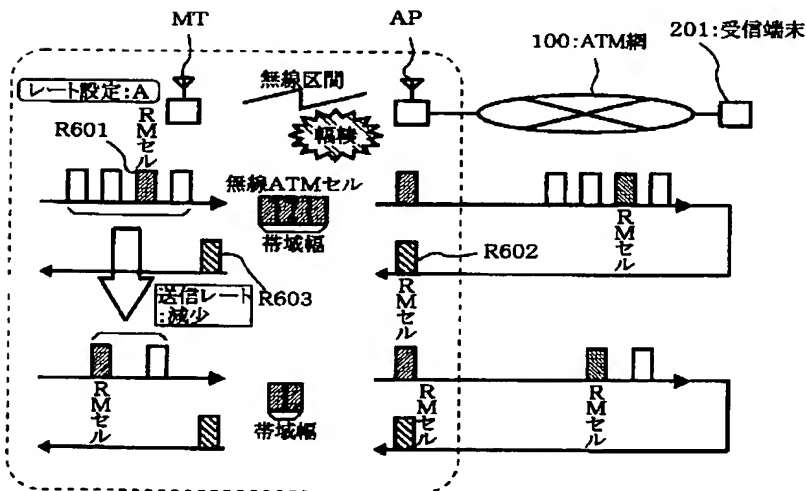 MT
AP
100:ATM網
201:受信端末
レート設定:A
無線区間
輻輳
RMセル
R601
無線ATMセル
帯域幅
RMセル
R602
R603
RMセル
送信レート
:減少
RMセル
帯域幅
RMセル
RMセル